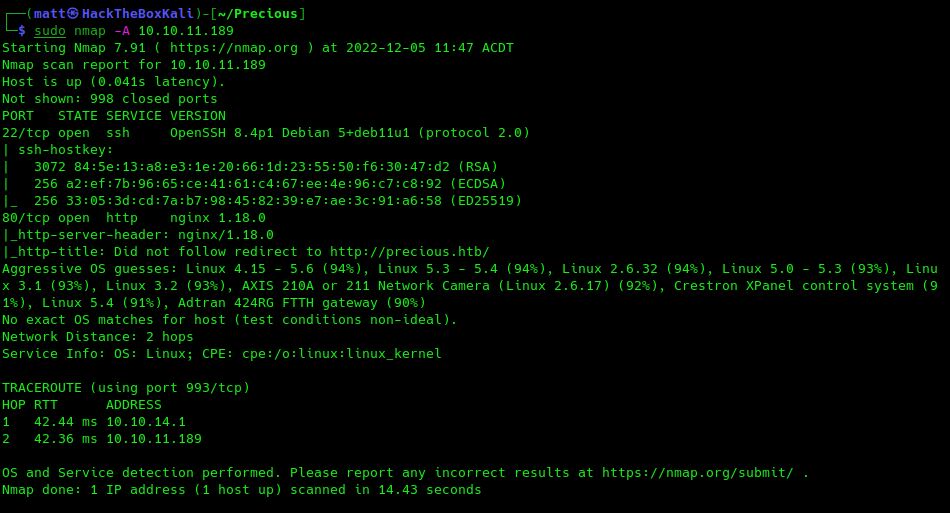 ┌──(matt㉿HackTheBoxKali)-[~/Precious]
└─$ sudo nmap -A 10.10.11.189
Starting Nmap 7.91 ( https://nmap.org ) at 2022-12-05 11:47 ACDT
Nmap scan report for 10.10.11.189
Host is up (0.041s latency).
Not shown: 998 closed ports
PORT   STATE SERVICE VERSION
22/tcp open  ssh     OpenSSH 8.4p1 Debian 5+deb11u1 (protocol 2.0)
| ssh-hostkey:
|   3072 84:5e:13:a8:e3:1e:20:66:1d:23:55:50:f6:30:47:d2 (RSA)
|   256 a2:ef:7b:96:65:ce:41:61:c4:67:ee:4e:96:c7:c8:92 (ECDSA)
|_  256 33:05:3d:cd:7a:b7:98:45:82:39:e7:ae:3c:91:a6:58 (ED25519)
80/tcp open  http    nginx 1.18.0
|_http-server-header: nginx/1.18.0
|_http-title: Did not follow redirect to http://precious.htb/
Aggressive OS guesses: Linux 4.15 - 5.6 (94%), Linux 5.3 - 5.4 (94%), Linux 2.6.32 (94%), Linux 5.0 - 5.3 (93%), Linu
x 3.1 (93%), Linux 3.2 (93%), AXIS 210A or 211 Network Camera (Linux 2.6.17) (92%), Crestron XPanel control system (9
1%), Linux 5.4 (91%), Adtran 424RG FTTH gateway (90%)
No exact OS matches for host (test conditions non-ideal).
Network Distance: 2 hops
Service Info: OS: Linux; CPE: cpe:/o:linux:linux_kernel

TRACEROUTE (using port 993/tcp)
HOP RTT      ADDRESS
1   42.44 ms 10.10.14.1
2   42.36 ms 10.10.11.189

OS and Service detection performed. Please report any incorrect results at https://nmap.org/submit/ .
Nmap done: 1 IP address (1 host up) scanned in 14.43 seconds